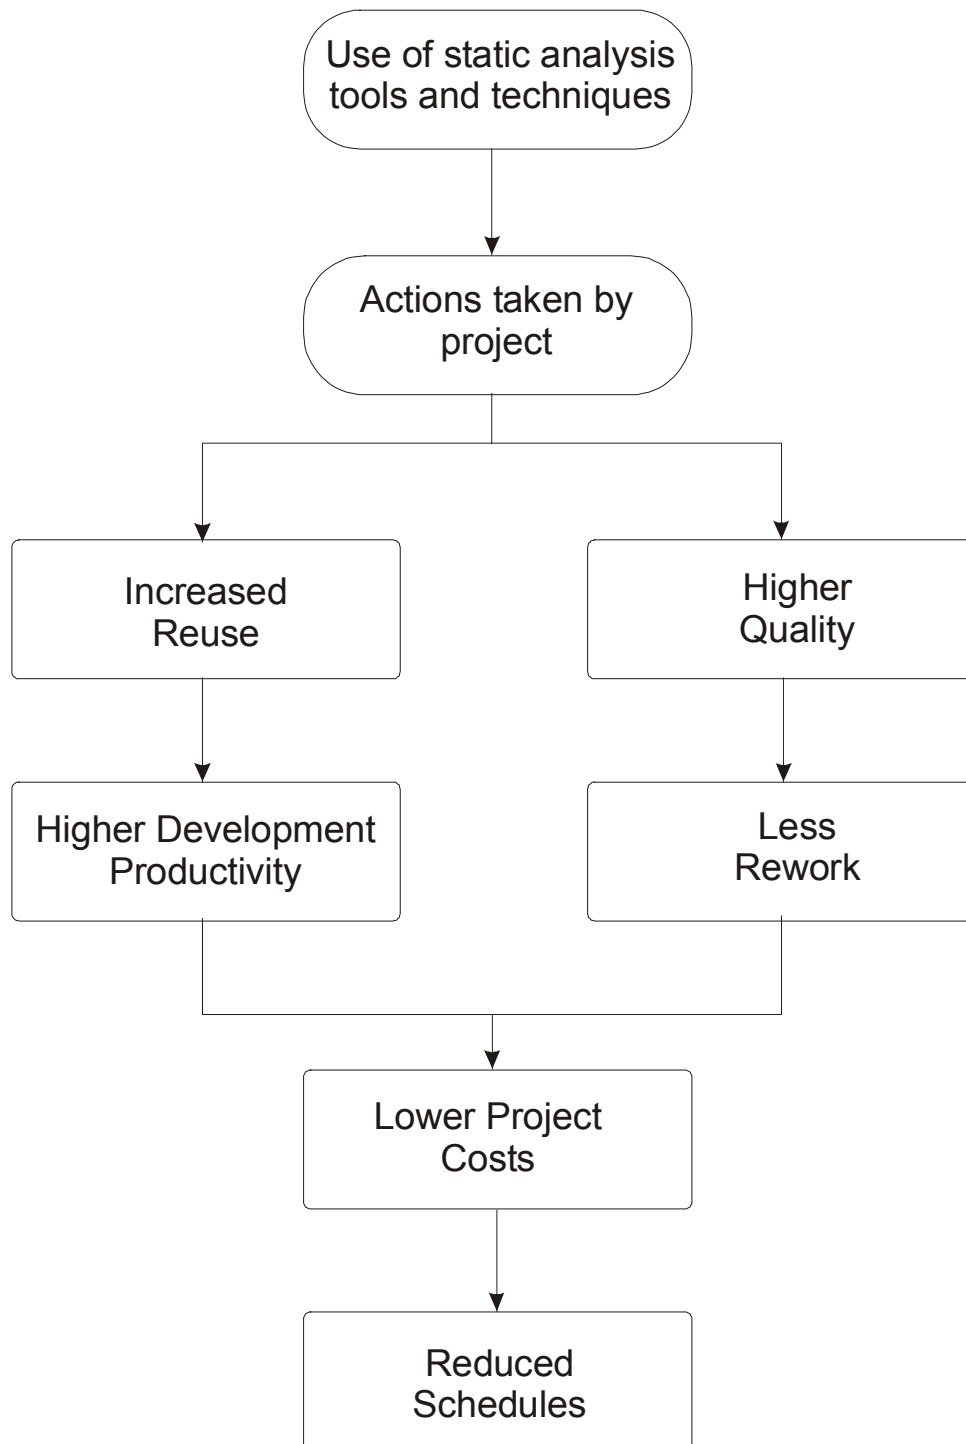 Use of static analysis
tools and techniques
Actions taken by
project
Increased
Reuse
Higher
Quality
Higher Development
Productivity
Less
Rework
Lower Project
Costs
Reduced
Schedules